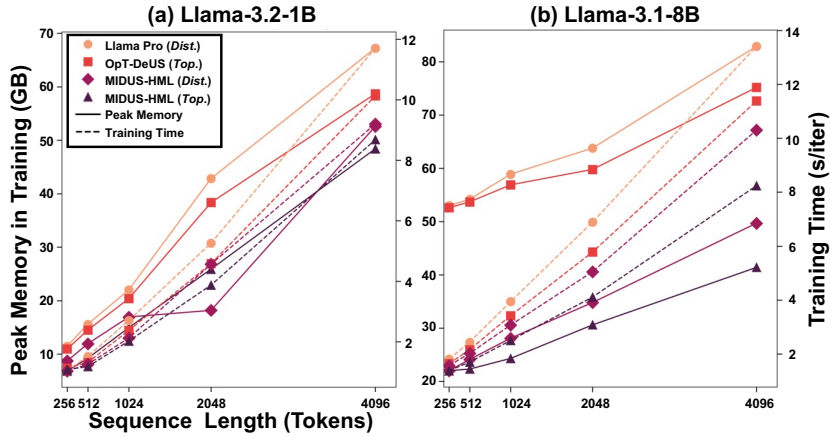 (a) Llama-3.2-1B
(b) Llama-3.1-8B
Peak Memory in Training (GB)
70
60
50
40
30
20
10
Llama Pro (Dist.)
OpT-DeUS (Top.)
MIDUS-HML (Dist.)
MIDUS-HML (Top.)
Peak Memory
Training Time
12
10
8
6
4
2
256 512 1024 2048 4096
80
70
60
50
40
30
20
14
12
10
8
6
4
2
256 512 1024 2048 4096
Training Time (s/iter)
Sequence Length (Tokens)